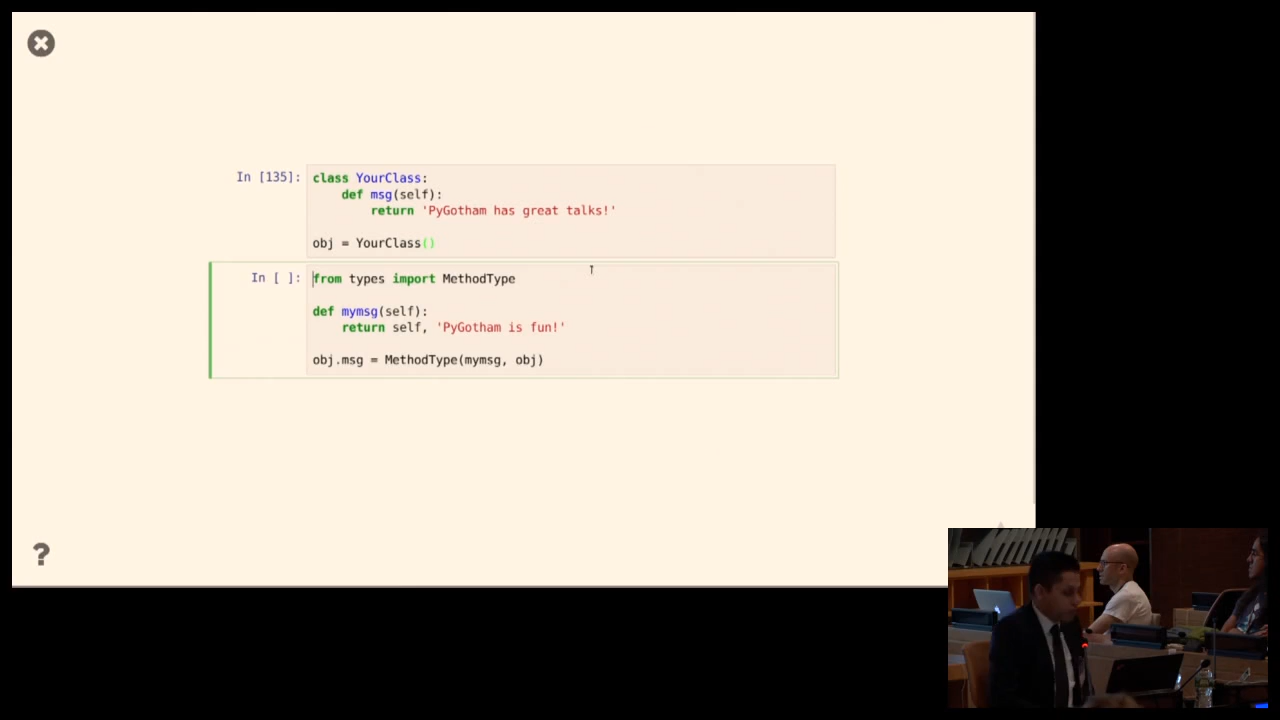 In [135]: class YourClass:
    def msg(self):
        return 'PyGotham has great talks!'
obj = YourClass()
In [ ]: from types import MethodType
def mymsg(self):
    return self, 'PyGotham is fun!'
obj.msg = MethodType(mymsg, obj)
?